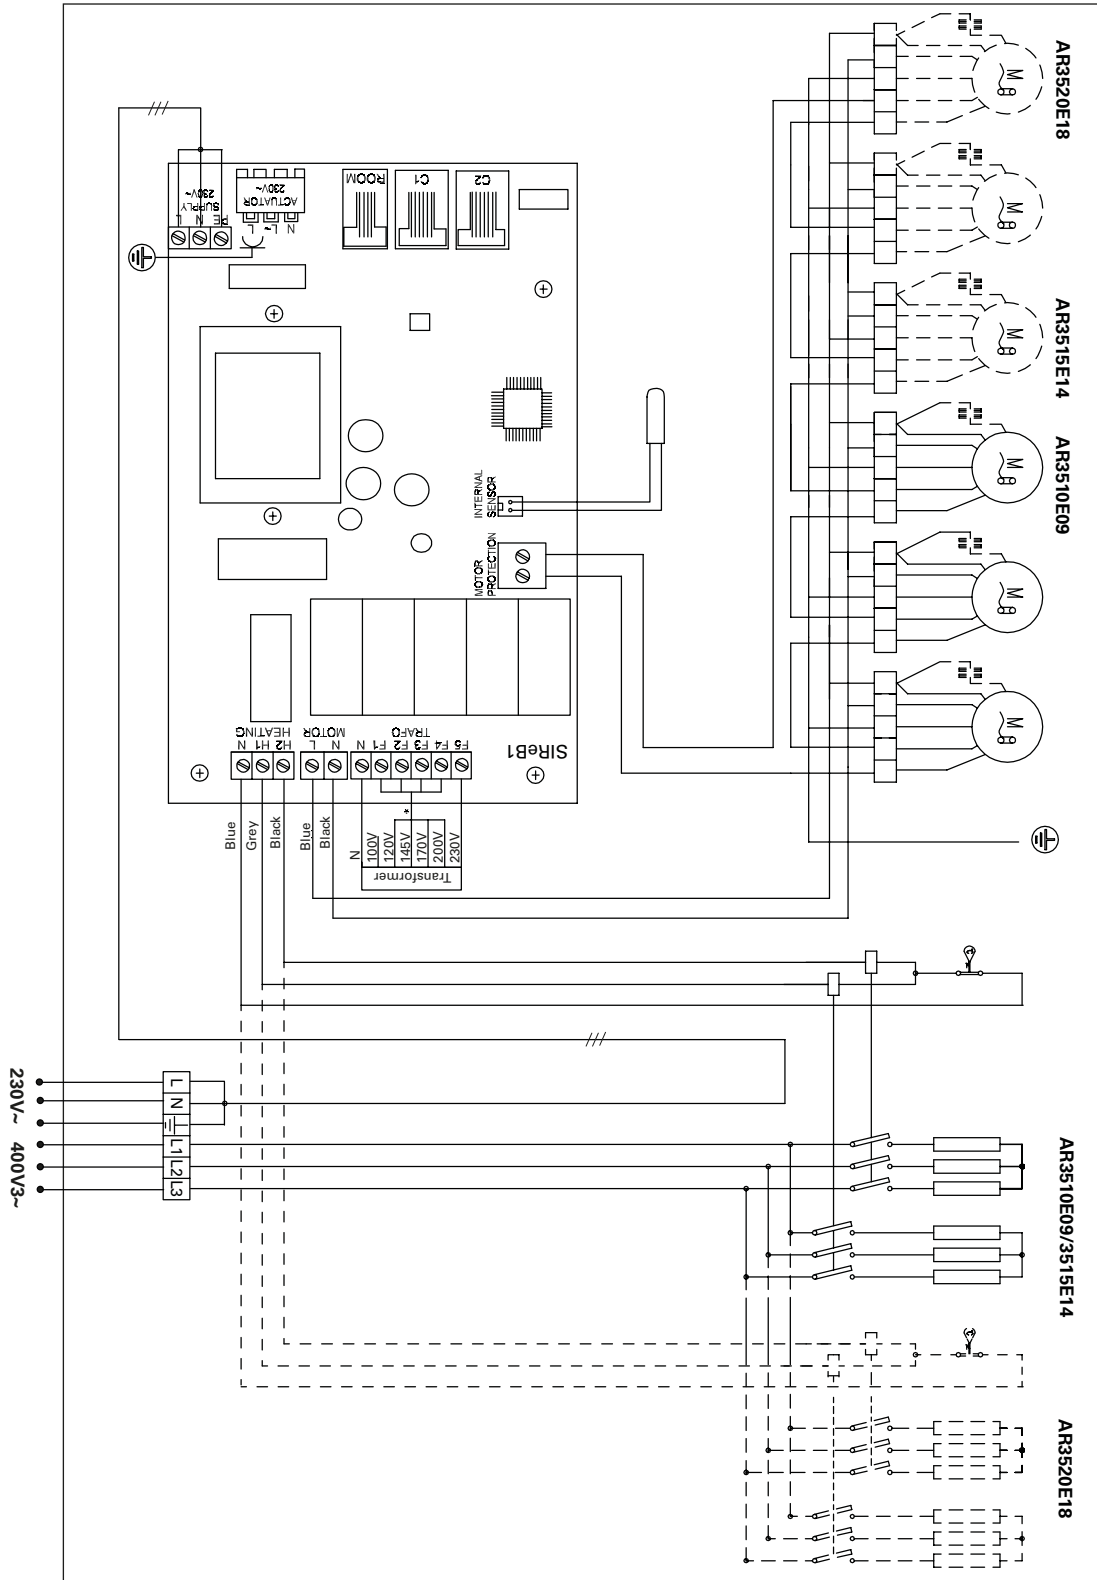 AR3520E18
AR3515E14
AR3510E09
M
M
M
M
M
M
L
N
PE
SUPPLY
230V~
ACTUATOR
230V~
L
L~
N
ROOM
C1
C2
INTERNAL
SENSOR
MOTOR
PROTECTION
SIReB1
HEATING
N
H1
H2
MOTOR
L
N
TRAFO
N
F1
F2
F3
F4
F5
Blue
Grey
Black
Blue
Black
*
N
100V
120V
145V
170V
200V
230V
Transformer
L
N
L1
L2
L3
230V~
400V3~
AR3510E09/3515E14
AR3520E18